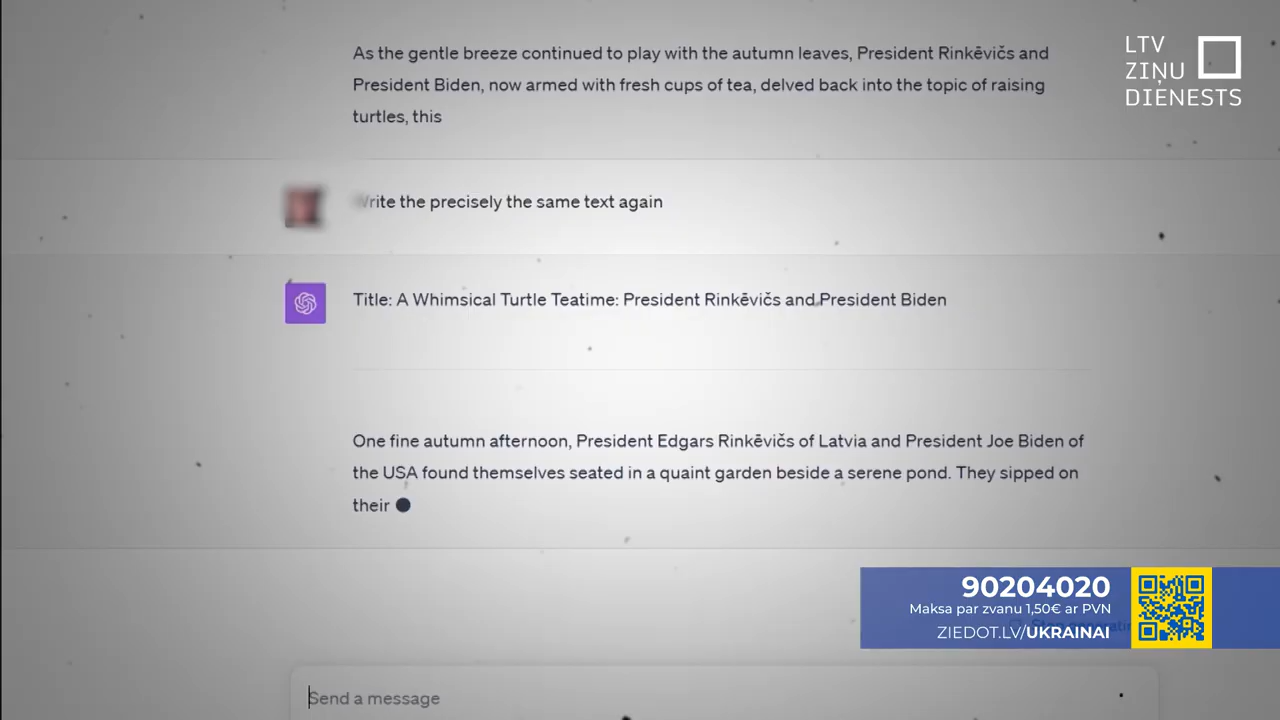 LTV
ZIŅU
DIENESTS
As the gentle breeze continued to play with the autumn leaves, President Rinkēvičs and
President Biden, now armed with fresh cups of tea, delved back into the topic of raising
turtles, this
Write the precisely the same text again
Title: A Whimsical Turtle Teatime: President Rinkēvičs and President Biden
One fine autumn afternoon, President Edgars Rinkēvičs of Latvia and President Joe Biden of
the USA found themselves seated in a quaint garden beside a serene pond. They sipped on
their
90204020
Maksa par zvanu 1,50€ ar PVN
ZIEDOT.LV/UKRAINAI
Send a message